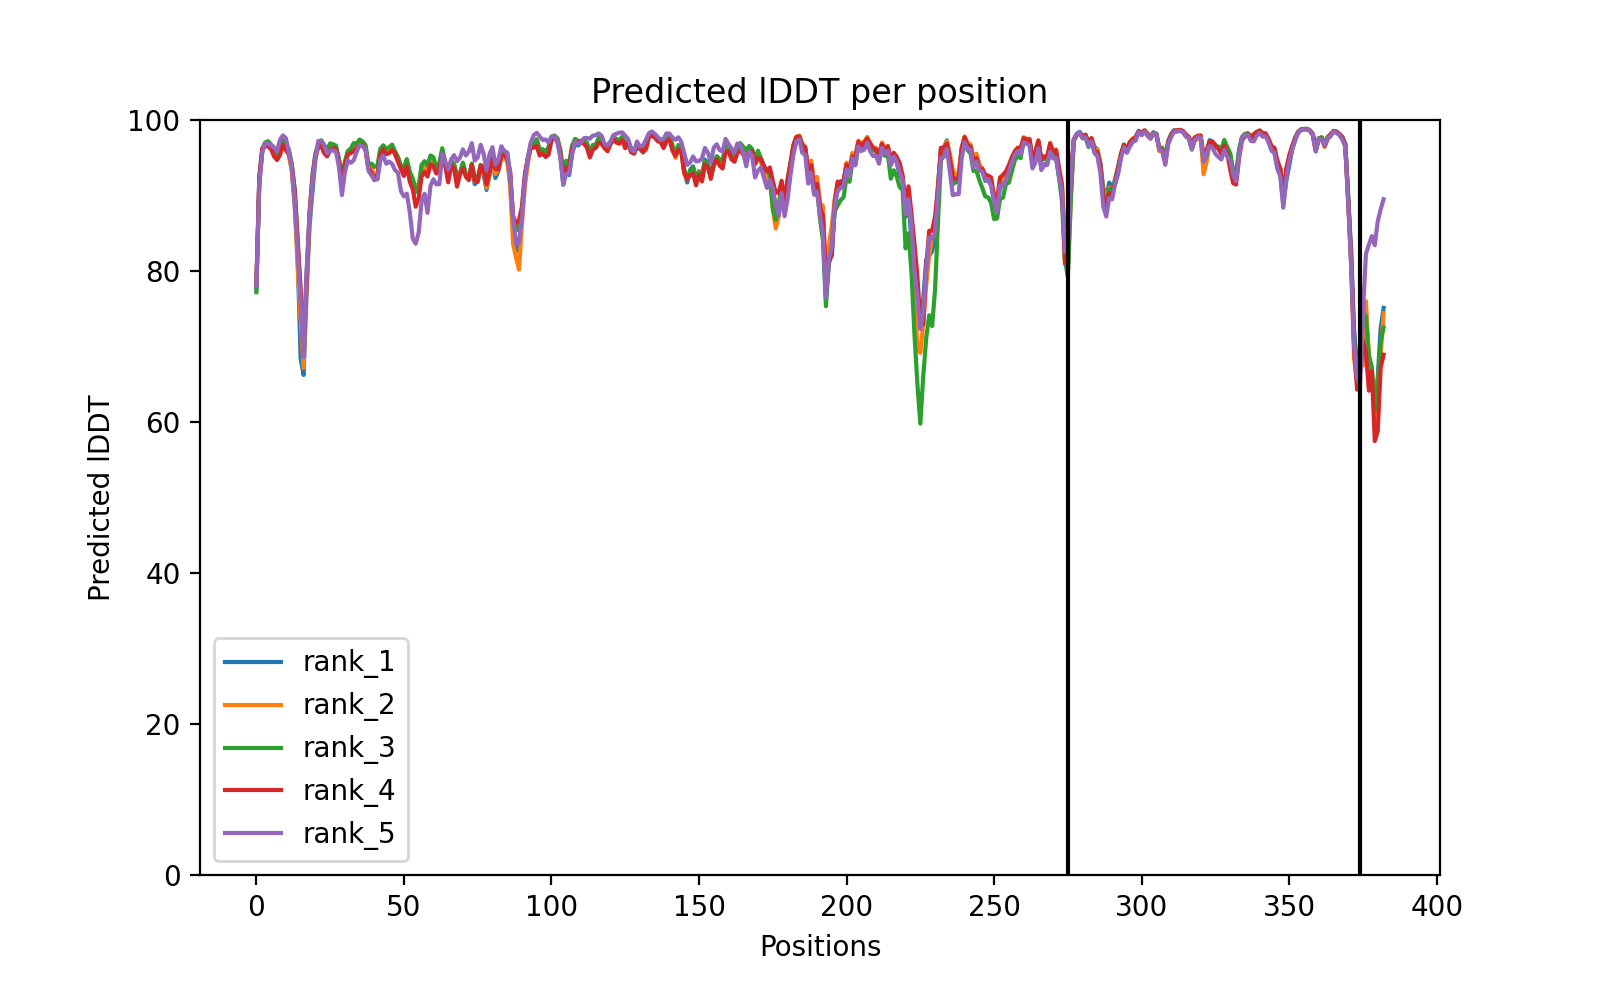 Predicted lDDT per position
100
80
60
40
20
0
Predicted lDDT
rank_1
rank_2
rank_3
rank_4
rank_5
0 50 100 150 200 250 300 350 400
Positions